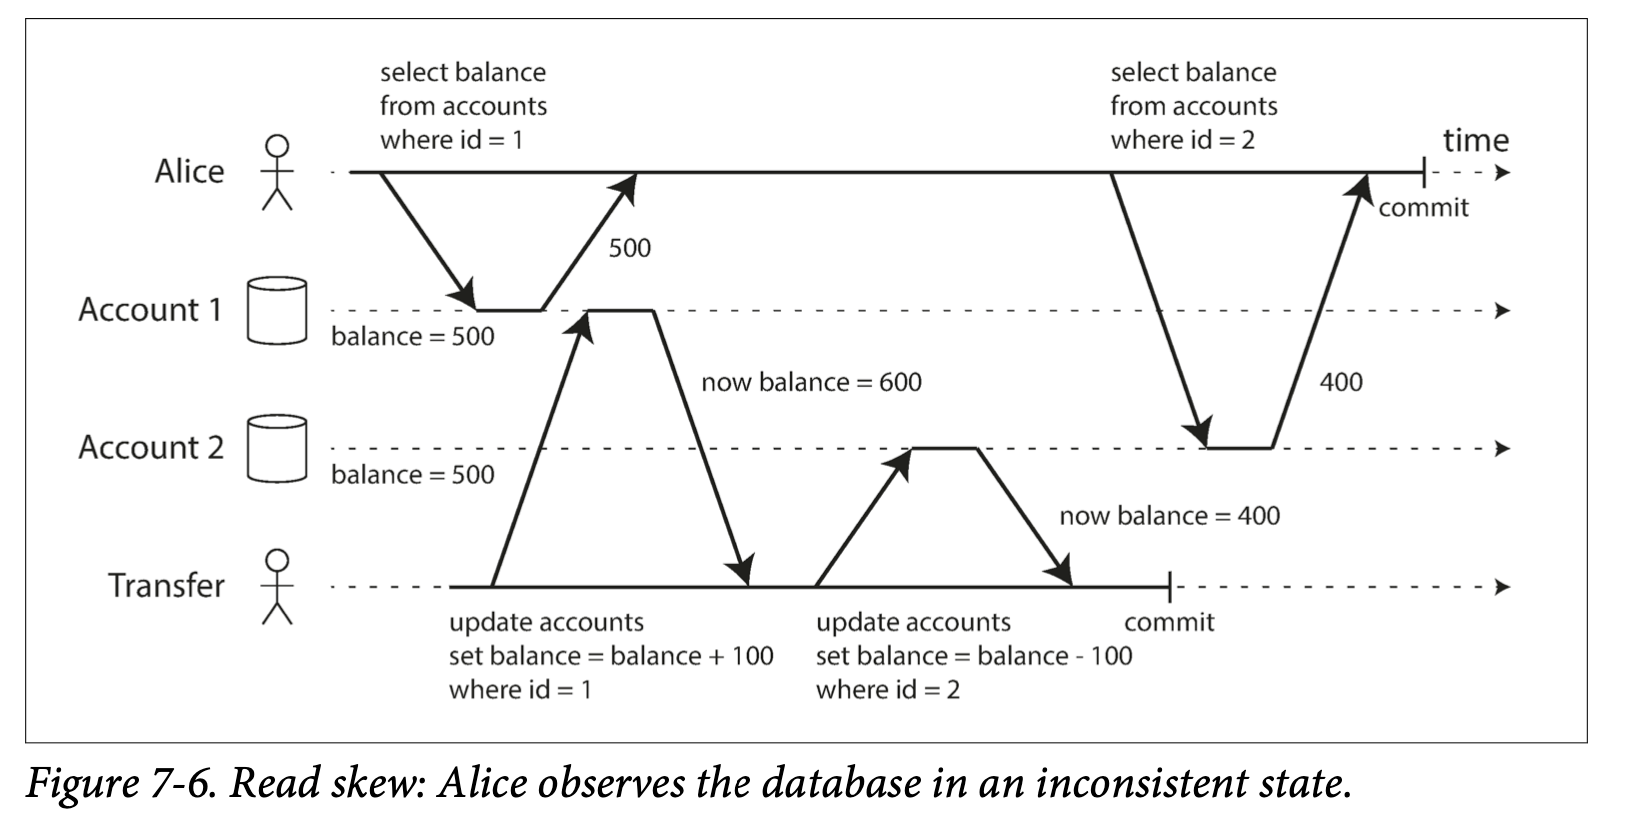 select balance
from accounts
where id = 1
select balance
from accounts
where id = 2
time
Alice
commit
500
Account 1
balance = 500
now balance = 600
400
Account 2
balance = 500
now balance = 400
Transfer
update accounts
set balance = balance + 100
where id = 1
update accounts
set balance = balance - 100
where id = 2
commit
Figure 7-6. Read skew: Alice observes the database in an inconsistent state.